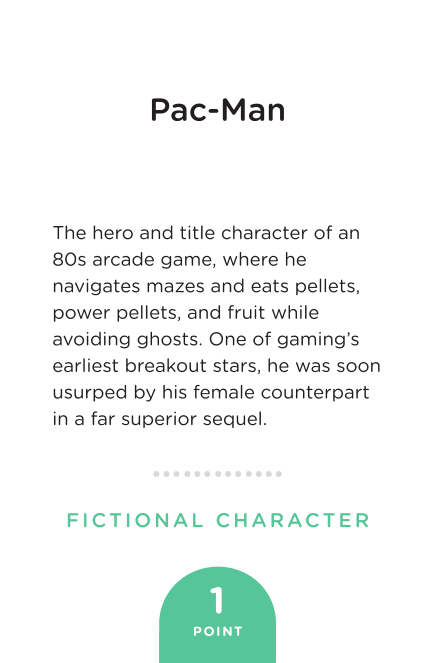 Pac-Man
The hero and title character of an
80s arcade game, where he
navigates mazes and eats pellets,
power pellets, and fruit while
avoiding ghosts. One of gaming’s
earliest breakout stars, he was soon
usurped by his female counterpart
in a far superior sequel.
FICTIONAL CHARACTER
1
POINT